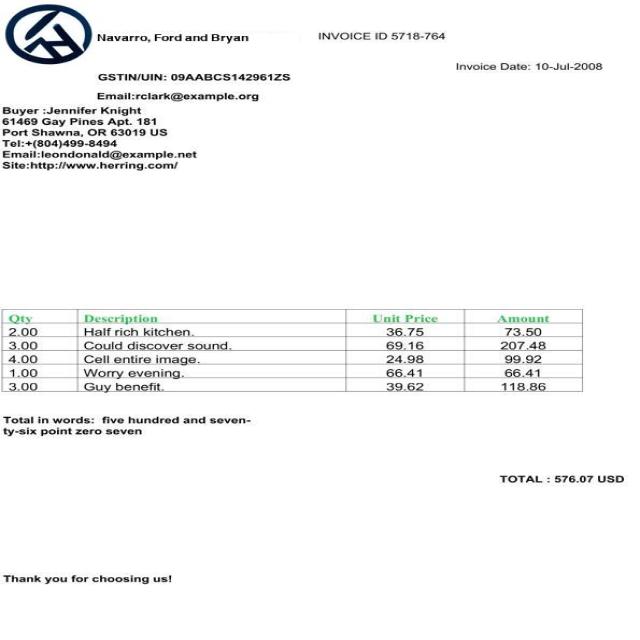 Navarro, Ford and Bryan
INVOICE ID 5718-764
Invoice Date: 10-Jul-2008
GSTIN/UIN: 09AABCS142961ZS
Email:rclark@example.org
Buyer :Jennifer Knight
61469 Gay Pines Apt. 181
Port Shawna, OR 63019 US
Tel:+(804)499-8494
Email:leondonald@example.net
Site:http://www.herring.com/
Qty Description Unit Price Amount
2.00 Half rich kitchen. 36.75 73.50
3.00 Could discover sound. 69.16 207.48
4.00 Cell entire image. 24.98 99.92
1.00 Worry evening. 66.41 66.41
3.00 Guy benefit. 39.62 118.86
Total in words: five hundred and seven-
ty-six point zero seven
TOTAL : 576.07 USD
Thank you for choosing us!